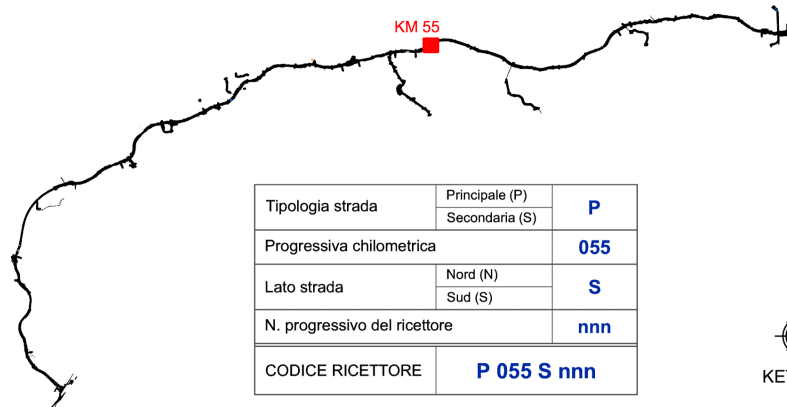 KM 55
Tipologia strada
Principale (P)
Secondaria (S)
P
Progressiva chilometrica
055
Lato strada
Nord (N)
Sud (S)
S
N. progressivo del ricettore
nnn
CODICE RICETTORE
P 055 S nnn